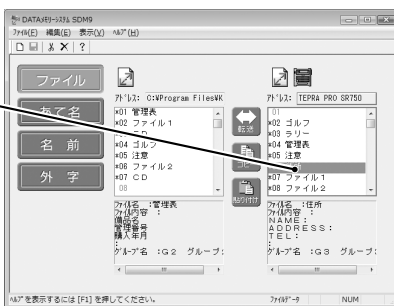 DATAﾒﾓﾘｰｼｽﾃﾑ SDM9
ﾌｧｲﾙ(F) 編集(E) 表示(V) ﾍﾙﾌﾟ(H)
ファイル
あて名
名前
外字
ｱﾄﾞﾚｽ: C:¥Program Files¥K
*01 管理表
*02 ファイル1
*04 ゴルフ
*05 注意
*06 ファイル2
*07 CD
08
ﾌｧｲﾙ名 :管理表
ﾌｧｲﾙ内容 :
備品名
管理番号
購入年月
:
ｸﾞﾙｰﾌﾟ名 :G2 グループ:
転送
ｺﾋﾟｰ
貼り付け
ｱﾄﾞﾚｽ: TEPRA PRO SR750
01
*02 ゴルフ
*03 ラリー
*04 管理表
*05 注意
*07 ファイル1
*08 ファイル2
ﾌｧｲﾙ名 :住所
ﾌｧｲﾙ内容 :
NAME:
ADDRESS:
TEL:
:
ｸﾞﾙｰﾌﾟ名 :G3 グループ:
ﾍﾙﾌﾟを表示するには [F1] を押してください。
ﾌｧｲﾙﾃﾞｰﾀ
NUM